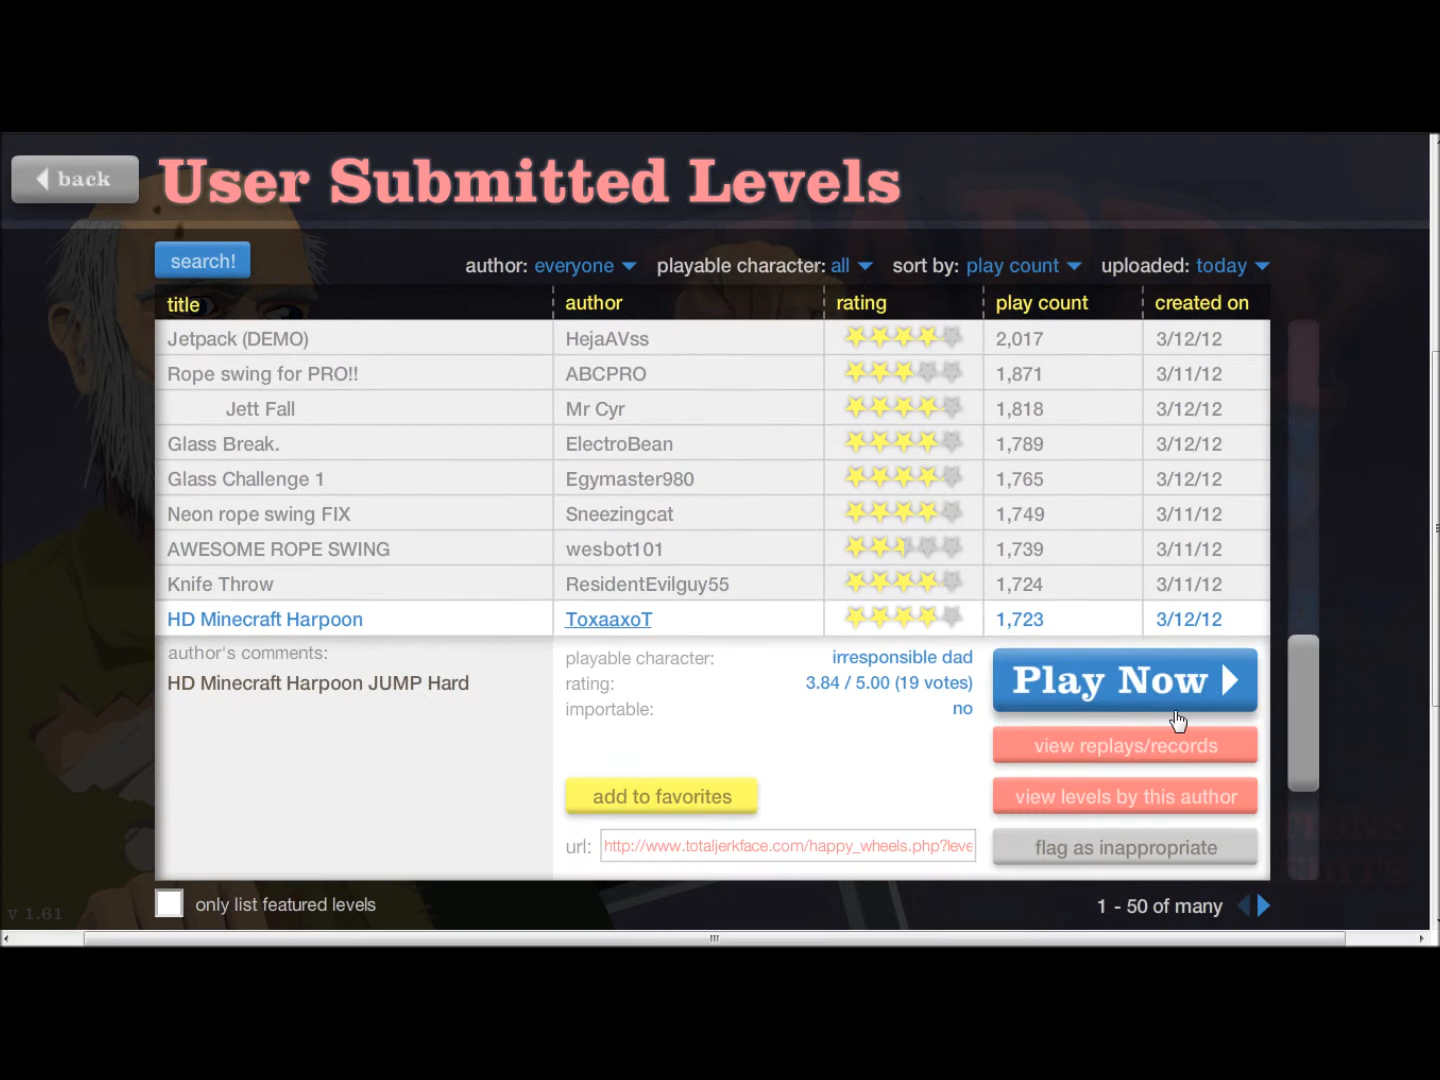 back
User Submitted Levels
search!
author: everyone playable character: all sort by: play count uploaded: today
title author rating play count created on
Jetpack (DEMO) HejaAVss 2,017 3/12/12
Rope swing for PRO!! ABCPRO 1,871 3/11/12
Jett Fall Mr Cyr 1,818 3/12/12
Glass Break. ElectroBean 1,789 3/12/12
Glass Challenge 1 Egymaster980 1,765 3/12/12
Neon rope swing FIX Sneezingcat 1,749 3/11/12
AWESOME ROPE SWING wesbot101 1,739 3/11/12
Knife Throw ResidentEvilguy55 1,724 3/11/12
HD Minecraft Harpoon ToxaaxoT 1,723 3/12/12
author's comments:
HD Minecraft Harpoon JUMP Hard
playable character: irresponsible dad
rating: 3.84 / 5.00 (19 votes)
importable: no
Play Now
view replays/records
add to favorites
view levels by this author
url: http://www.totaljerkface.com/happy_wheels.php?leve
flag as inappropriate
v 1.61
only list featured levels
1 - 50 of many